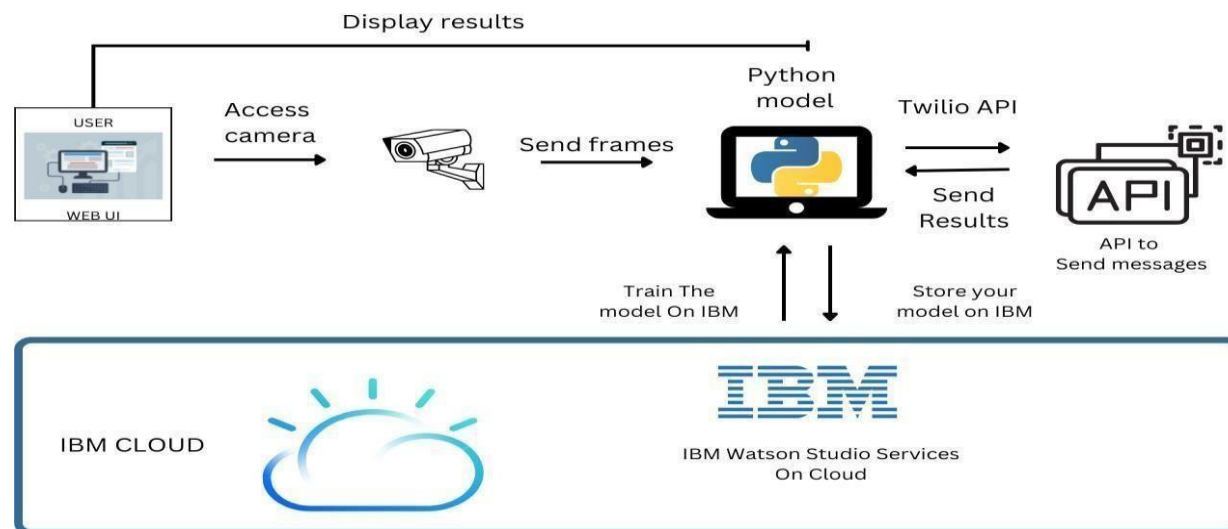 Display results
USER
WEB UI
Access
camera
Send frames
Python
model
Twilio API
Send
Results
API
API to
Send messages
Train The
model On IBM
Store your
model on IBM
IBM CLOUD
IBM
IBM Watson Studio Services
On Cloud